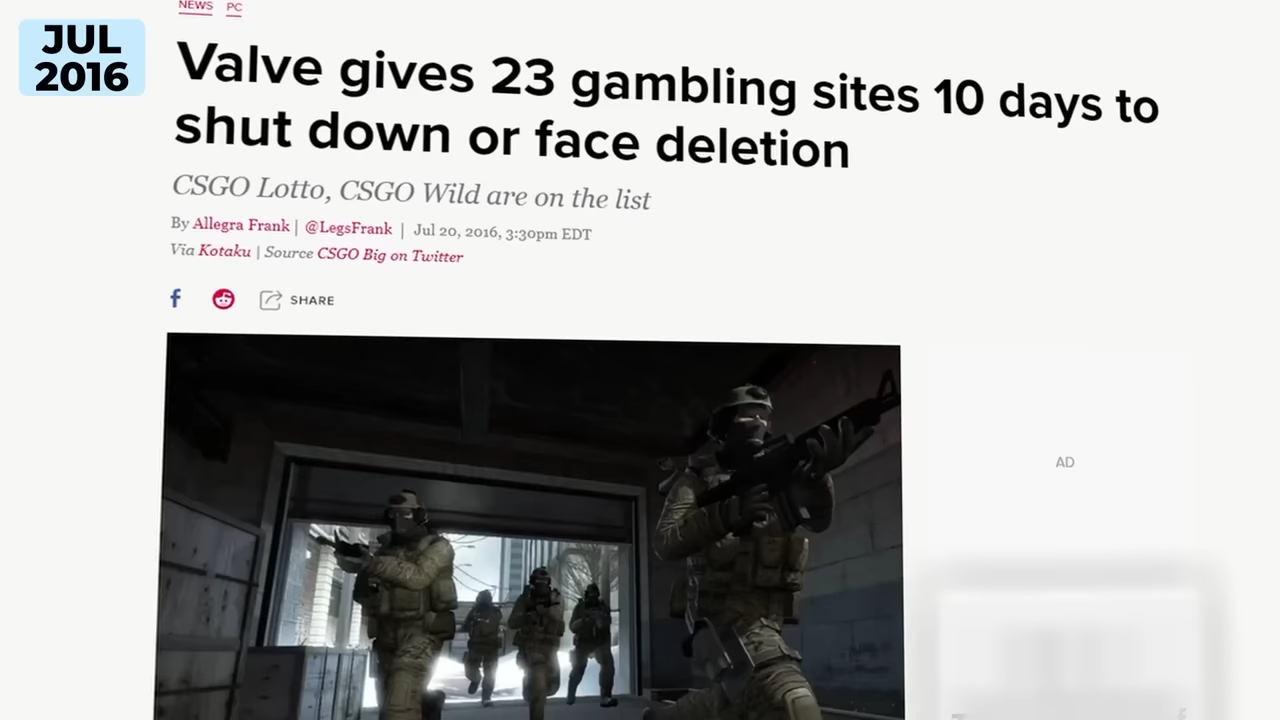 JUL
2016
NEWS PC
Valve gives 23 gambling sites 10 days to
shut down or face deletion
CSGO Lotto, CSGO Wild are on the list
By Allegra Frank | @LegsFrank | Jul 20, 2016, 3:30pm EDT
Via Kotaku | Source CSGO Big on Twitter
SHARE
AD